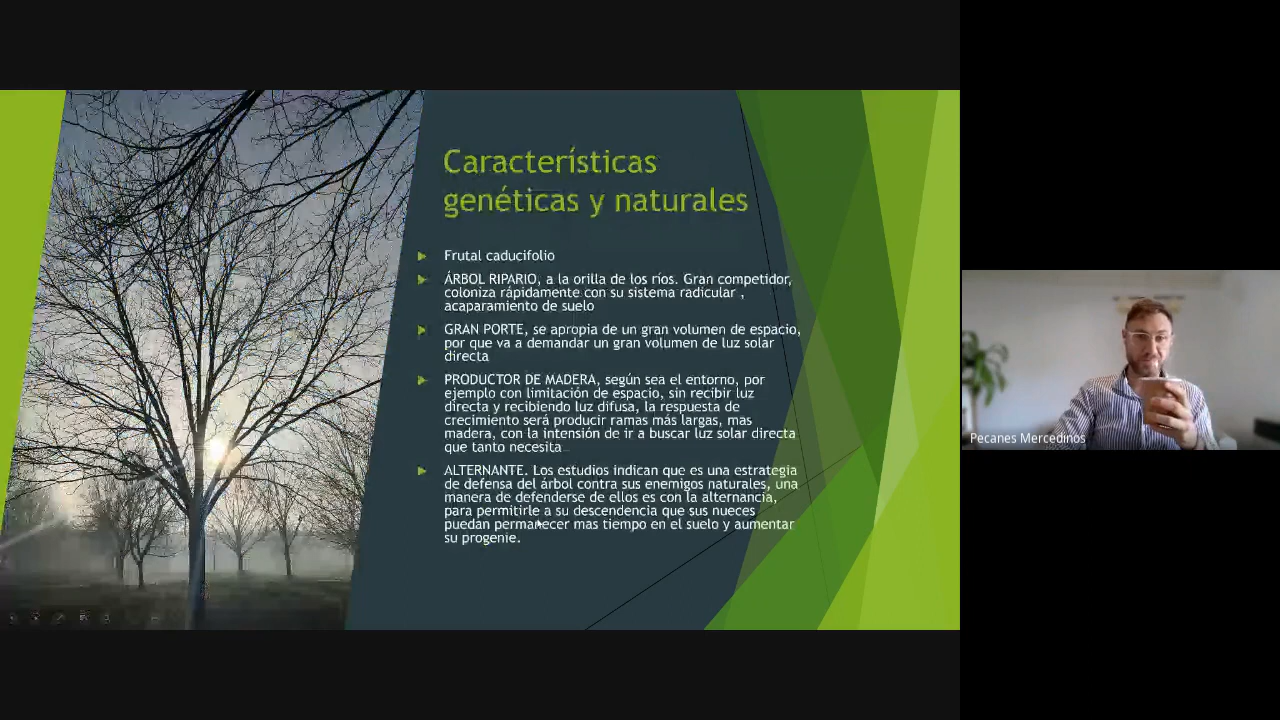 Características
genéticas y naturales
Frutal caducifolio
ÁRBOL RIPARIO, a la orilla de los ríos. Gran competidor,
coloniza rápidamente con su sistema radicular ,
acaparamiento de suelo
GRAN PORTE, se apropia de un gran volumen de espacio,
por que va a demandar un gran volumen de luz solar
directa
PRODUCTOR DE MADERA, según sea el entorno, por
ejemplo con limitación de espacio, sin recibir luz
directa y recibiendo luz difusa, la respuesta de
crecimiento será producir ramas más largas, mas
madera, con la intensión de ir a buscar luz solar directa
que tanto necesita
ALTERNANTE. Los estudios indican que es una estrategia
de defensa del árbol contra sus enemigos naturales, una
manera de defenderse de ellos es con la alternancia,
para permitirle a su descendencia que sus nueces
puedan permanecer mas tiempo en el suelo y aumentar
su progenie.
Pecanes Mercedinos